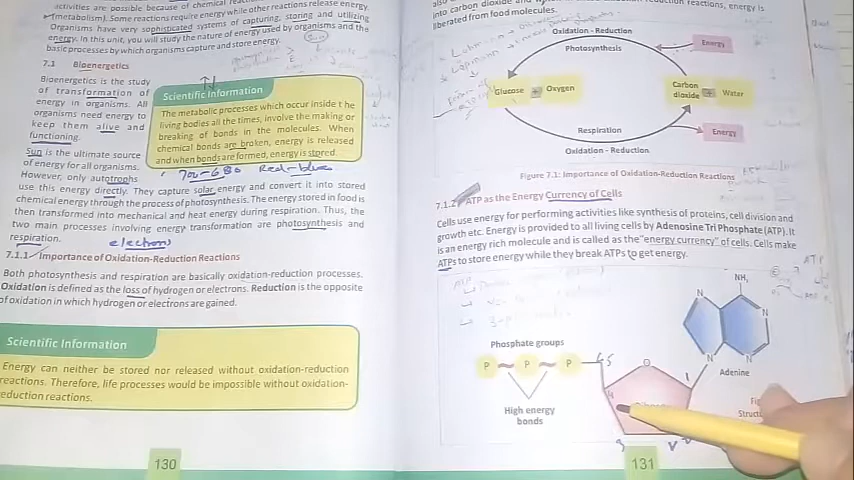 activities are possible because of chemical
(metabolism). Some reactions require energy while other reactions release energy.
Organisms have very sophisticated systems of capturing, storing and utilizing
energy. In this unit, you will study the nature of energy used by organisms and the
basic processes by which organisms capture and store energy.
7.1 Bioenergetics
Bioenergetics is the study
of transformation of
energy in organisms. All
organisms need energy to
keep them alive and
functioning.
Sun is the ultimate source
of energy for all organisms.
However, only autotrophs
Scientific Information
The metabolic processes which occur inside the
living bodies all the times, involve the making or
breaking of bonds in the molecules. When
chemical bonds are broken, energy is released
and when bonds are formed, energy is stored.
700-680 Red-blue
use this energy directly. They capture solar energy and convert it into stored
chemical energy through the process of photosynthesis. The energy stored in food is
then transformed into mechanical and heat energy during respiration. Thus, the
two main processes involving energy transformation are photosynthesis and
respiration.
electrons
7.1.1 Importance of Oxidation-Reduction Reactions
Both photosynthesis and respiration are basically oxidation-reduction processes.
Oxidation is defined as the loss of hydrogen or electrons. Reduction is the opposite
of oxidation in which hydrogen or electrons are gained.
Scientific Information
Energy can neither be stored nor released without oxidation-reduction
reactions. Therefore, life processes would be impossible without oxidation-
reduction reactions.
130
into carbon dioxide and reduction reactions, energy is
liberated from food molecules.
Oxidation - Reduction
Photosynthesis
Energy
Glucose + Oxygen
Carbon
dioxide + Water
Respiration
Energy
Oxidation - Reduction
Figure 7.1: Importance of Oxidation-Reduction Reactions
7.1.2 ATP as the Energy Currency of Cells
Cells use energy for performing activities like synthesis of proteins, cell division and
growth etc. Energy is provided to all living cells by Adenosine Tri Phosphate (ATP). It
is an energy rich molecule and is called as the "energy currency" of cells. Cells make
ATPs to store energy while they break ATPs to get energy.
ATP
NH₂
N
N
N
N
Adenine
Phosphate groups
P P P
5
O
1
4
3
High energy
bonds
131